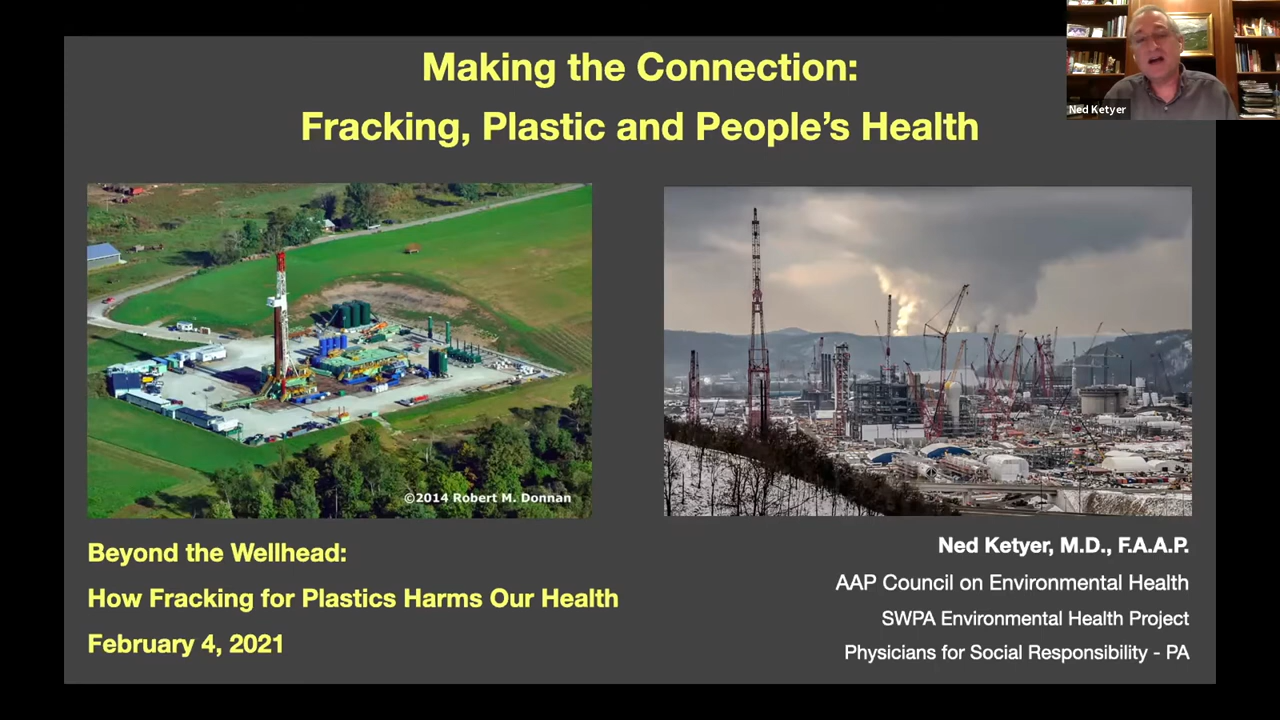 Making the Connection:
Fracking, Plastic and People's Health
Ned Ketyer
©2014 Robert M. Donnan
Beyond the Wellhead:
How Fracking for Plastics Harms Our Health
February 4, 2021
Ned Ketyer, M.D., F.A.A.P.
AAP Council on Environmental Health
SWPA Environmental Health Project
Physicians for Social Responsibility - PA